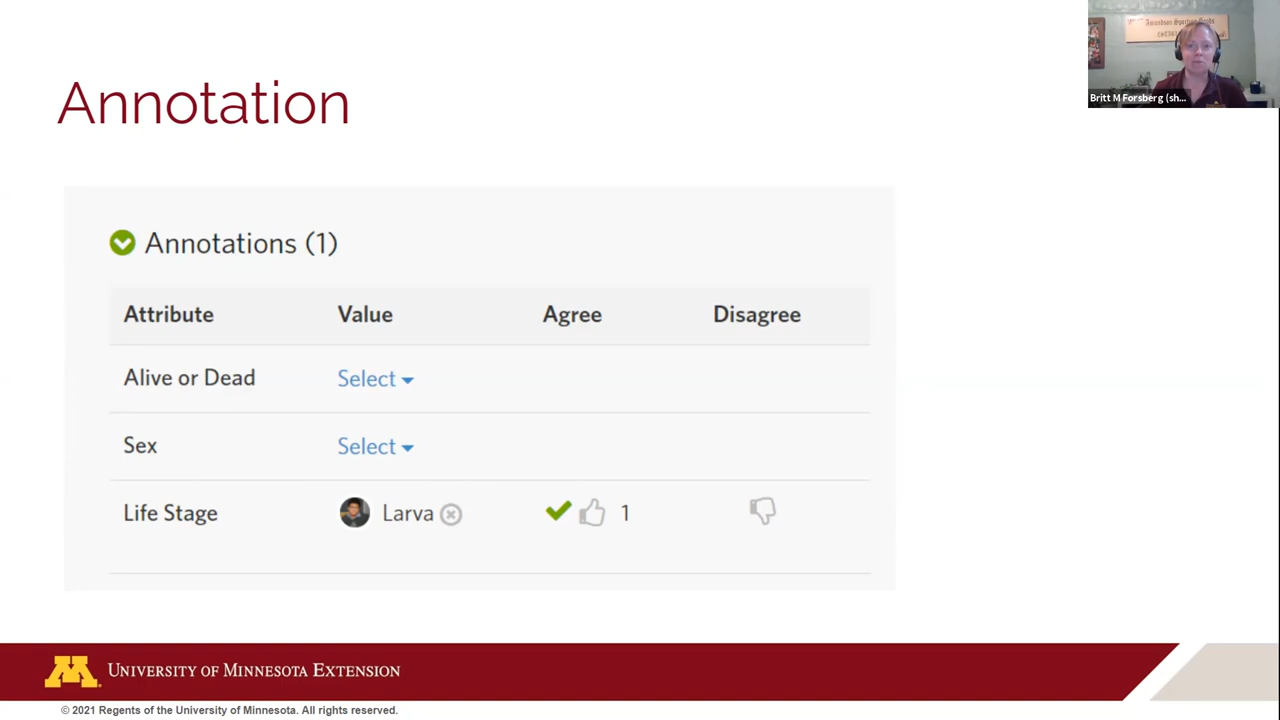 Annotation
Britt M Forsberg (sh...
Annotations (1)
Attribute Value Agree Disagree
Alive or Dead Select
Sex Select
Life Stage Larva 1
UNIVERSITY OF MINNESOTA EXTENSION
© 2021 Regents of the University of Minnesota. All rights reserved.